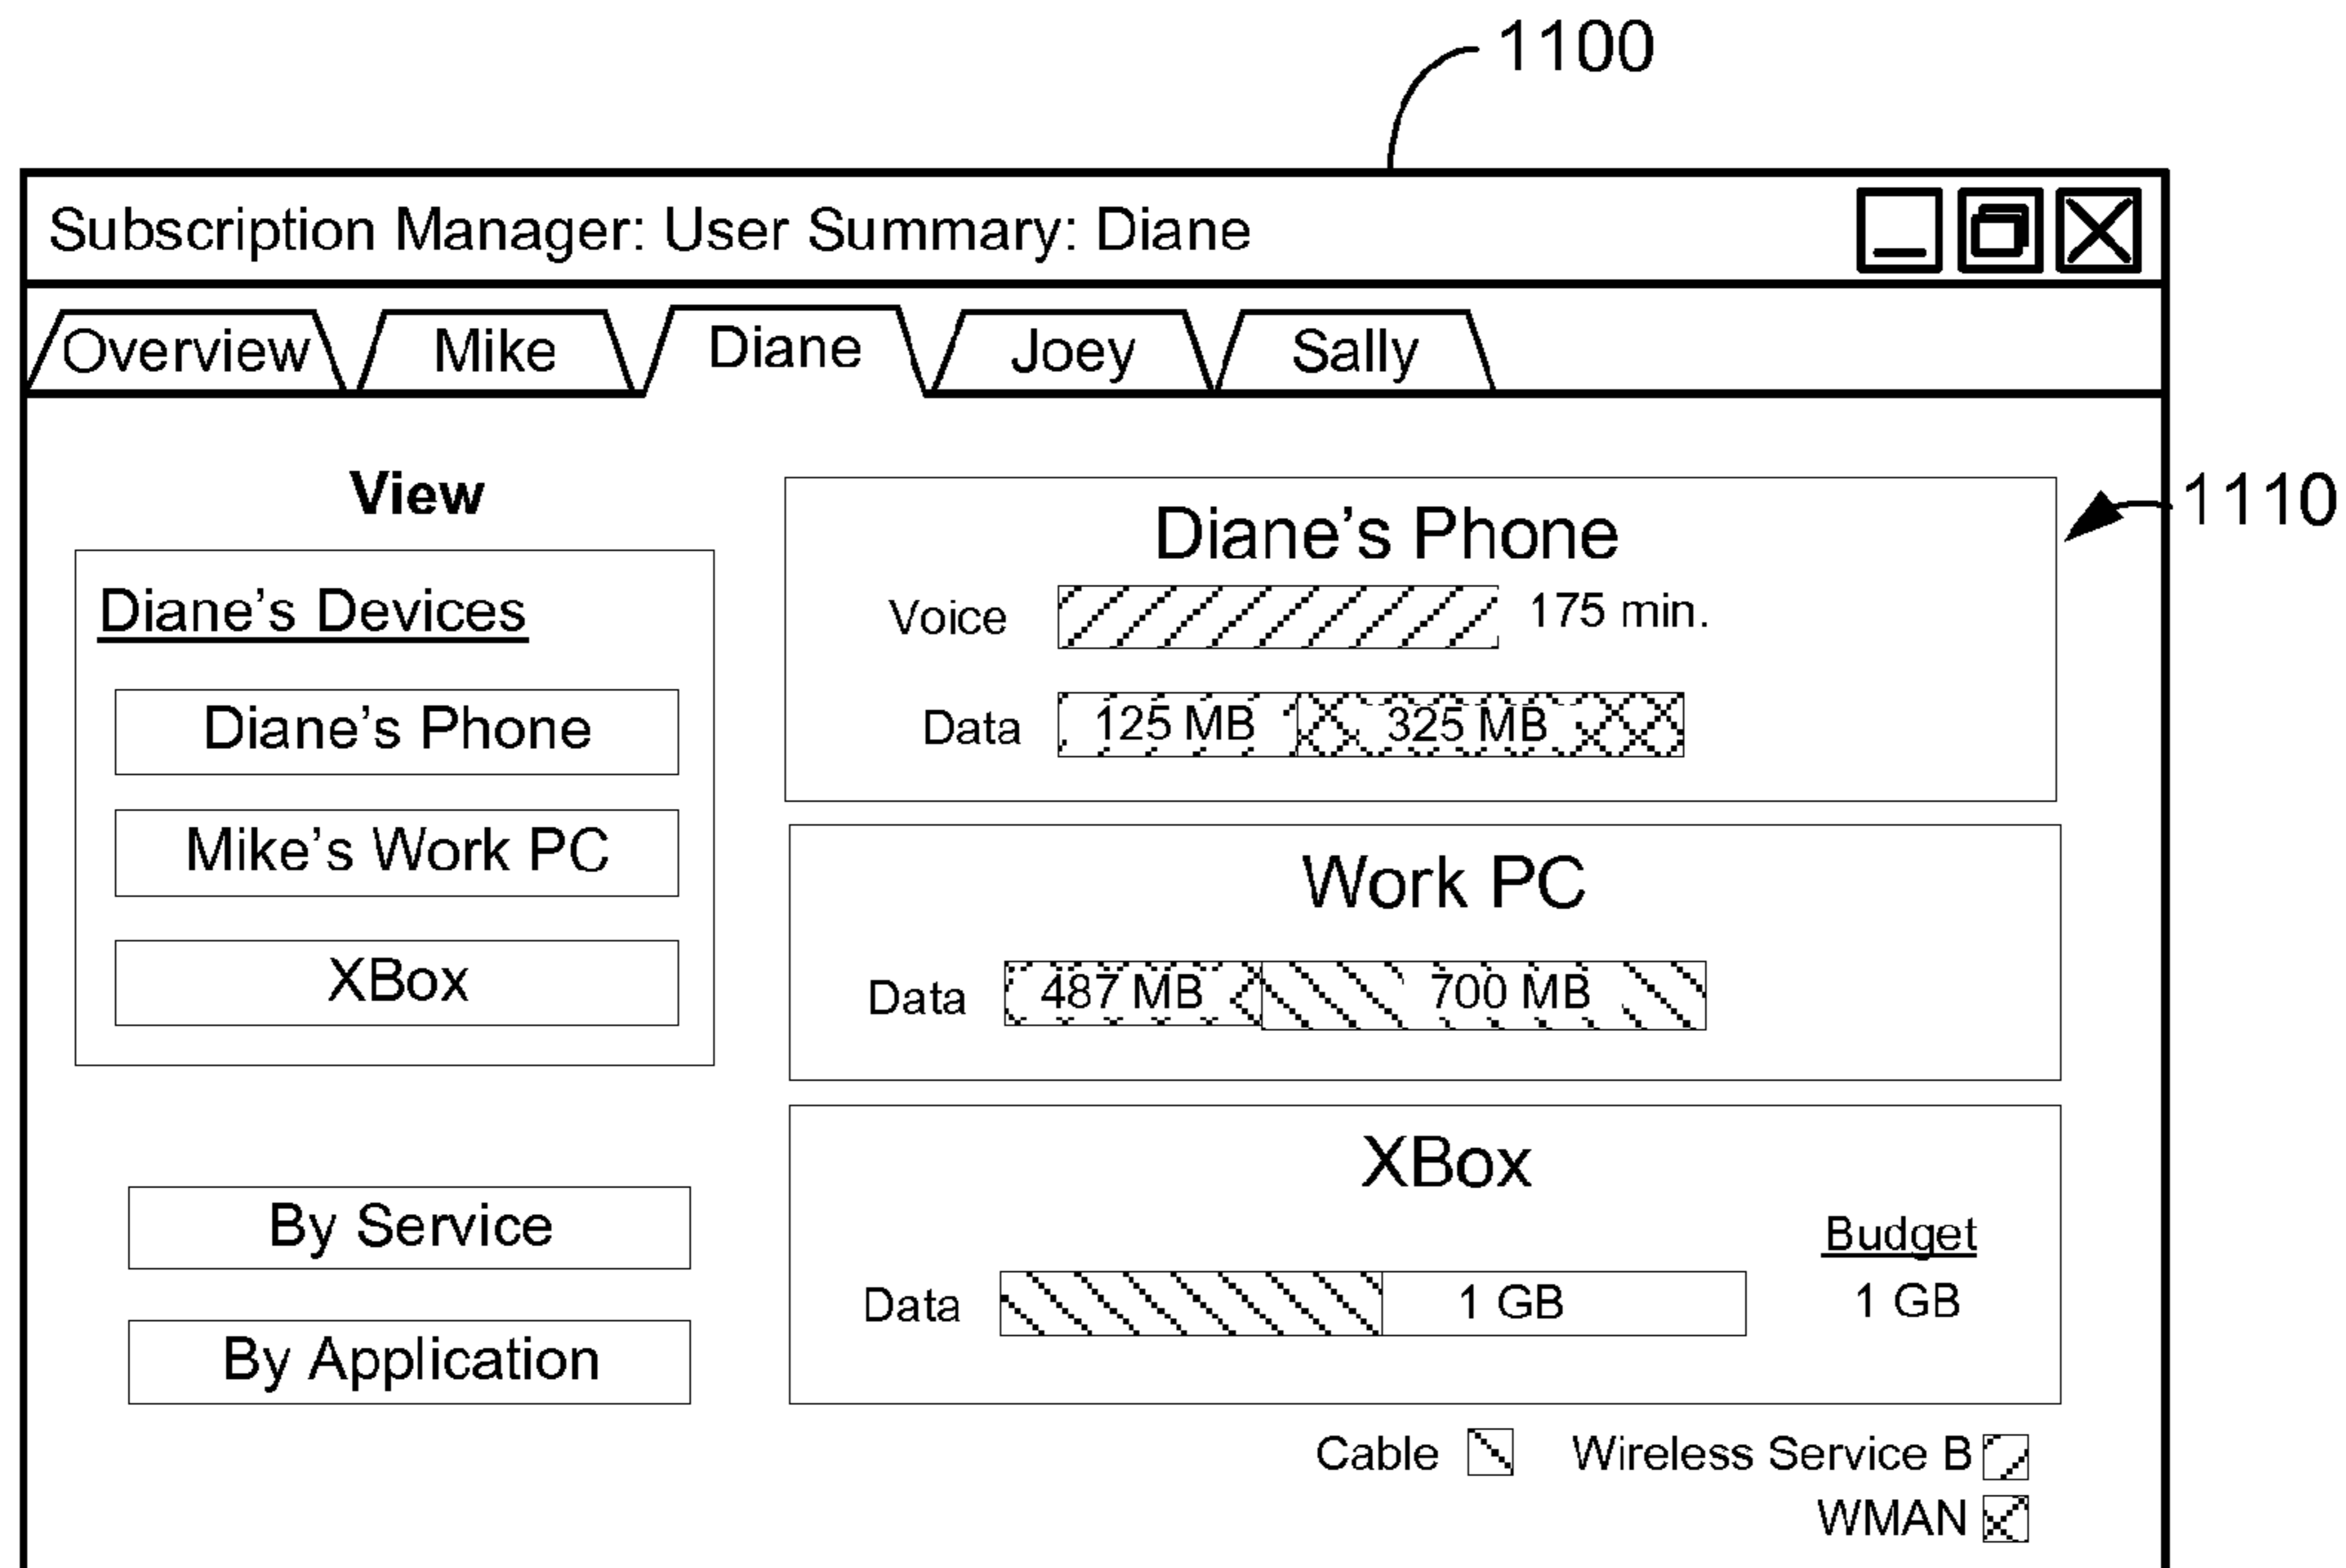 1100
Subscription Manager: User Summary: Diane
Overview Mike Diane Joey Sally
1110
View
Diane’s Devices
Diane’s Phone
Mike’s Work PC
XBox
By Service
By Application
Diane’s Phone
Voice 175 min.
Data 125 MB 325 MB
Work PC
Data 487 MB 700 MB
XBox
Budget
Data 1 GB 1 GB
Cable Wireless Service B
WMAN